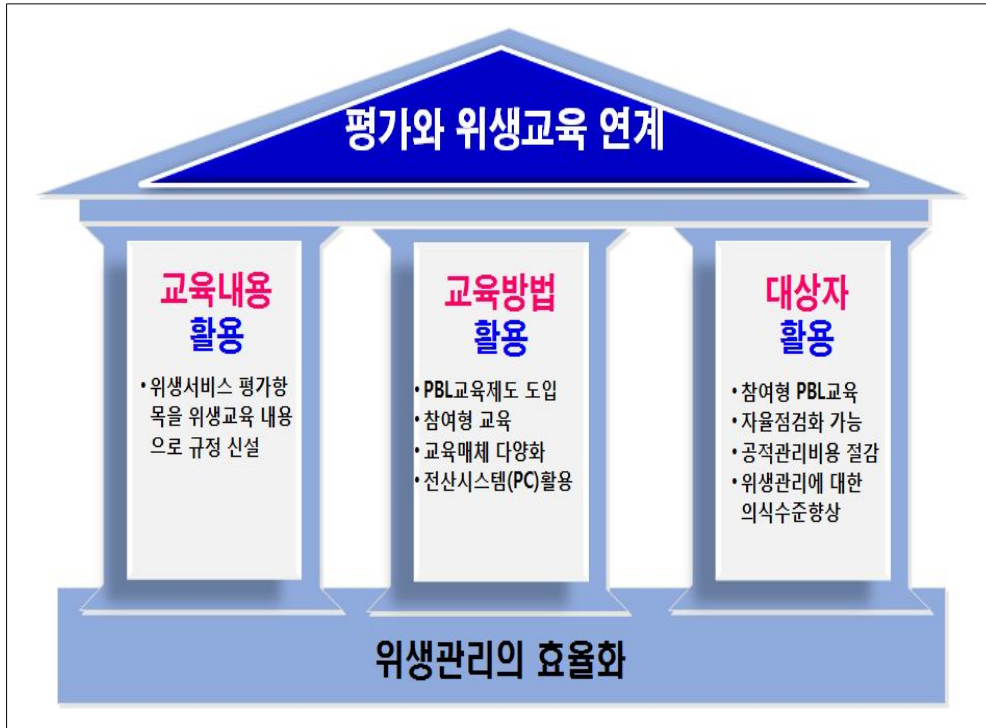 평가와 위생교육 연계
교육내용
활용
• 위생서비스 평가항
목을 위생교육 내용
으로 규정 신설
교육방법
활용
• PBL교육제도 도입
• 참여형 교육
• 교육매체 다양화
• 전산시스템(PC)활용
대상자
활용
• 참여형 PBL교육
• 자율점검화 가능
• 공적관리비용 절감
• 위생관리에 대한
의식수준향상
위생관리의 효율화